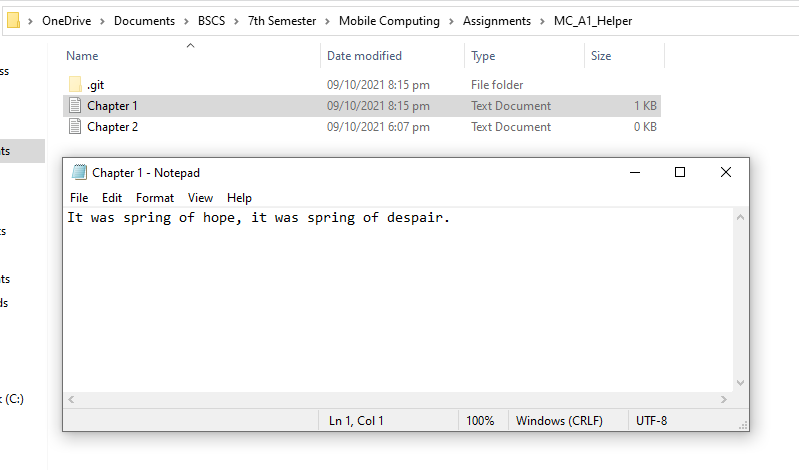 OneDrive > Documents > BSCS > 7th Semester > Mobile Computing > Assignments > MC_A1_Helper
Name Date modified Type Size
.git 09/10/2021 8:15 pm File folder
Chapter 1 09/10/2021 8:15 pm Text Document 1 KB
Chapter 2 09/10/2021 6:07 pm Text Document 0 KB
ss
ts
ts
ts
ds
k (C:)
Chapter 1 - Notepad
File Edit Format View Help
It was spring of hope, it was spring of despair.
Ln 1, Col 1 100% Windows (CRLF) UTF-8